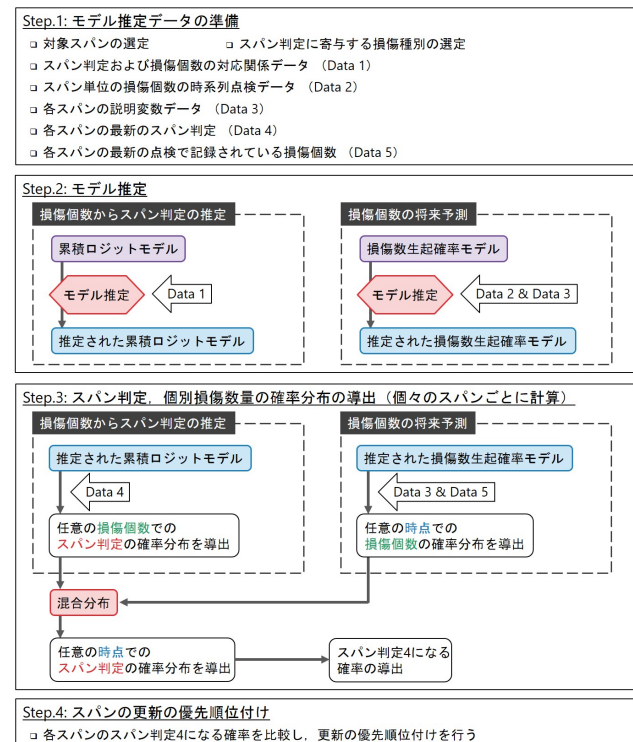 Step.1: モデル推定データの準備
□ 対象スパンの選定
□ スパン判定に寄与する損傷種別の選定
□ スパン判定および損傷個数の対応関係データ （Data 1）
□ スパン単位の損傷個数の時系列点検データ （Data 2）
□ 各スパンの説明変数データ （Data 3）
□ 各スパンの最新のスパン判定 （Data 4）
□ 各スパンの最新の点検で記録されている損傷個数 （Data 5）
Step.2: モデル推定
損傷個数からスパン判定の推定
累積ロジットモデル
モデル推定
Data 1
推定された累積ロジットモデル
損傷個数の将来予測
損傷数生起確率モデル
モデル推定
Data 2 & Data 3
推定された損傷数生起確率モデル
Step.3: スパン判定，個別損傷数量の確率分布の導出（個々のスパンごとに計算）
損傷個数からスパン判定の推定
推定された累積ロジットモデル
Data 4
任意の損傷個数での
スパン判定の確率分布を導出
損傷個数の将来予測
推定された損傷数生起確率モデル
Data 3 & Data 5
任意の時点での
損傷個数の確率分布を導出
混合分布
任意の時点での
スパン判定の確率分布を導出
スパン判定4になる
確率の導出
Step.4: スパンの更新の優先順位付け
□ 各スパンのスパン判定4になる確率を比較し，更新の優先順位付けを行う